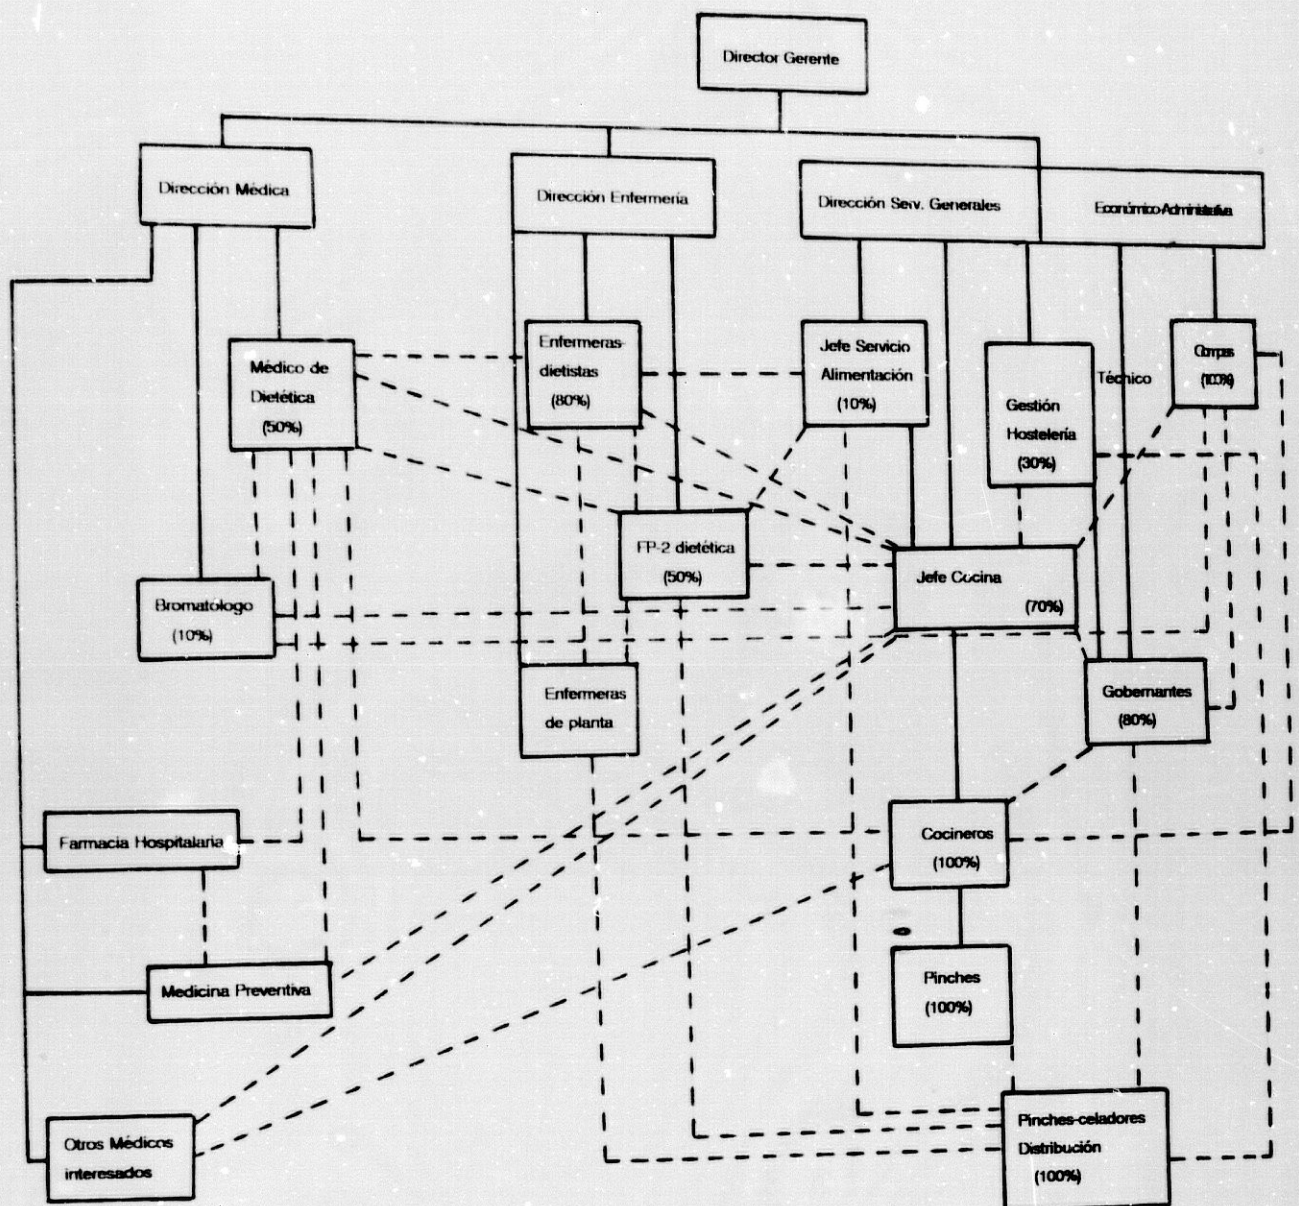 Director Gerente
Dirección Médica
Dirección Enfermería
Dirección Serv. Generales
Económico-Administrativa
Médico de
Dietética
(50%)
Enfermeras-
dietistas
(80%)
Jefe Servicio
Alimentación
(10%)
Técnico
Gestión
Hostelería
(30%)
Compas
(100%)
FP-2 dietética
(50%)
Jefe Cocina
(70%)
Bromatólogo
(10%)
Enfermeras
de planta
Gobernantes
(80%)
Farmacia Hospitalaria
Cocineros
(100%)
Medicina Preventiva
Pinches
(100%)
Otros Médicos
interesados
Pinches-celadores
Distribución
(100%)